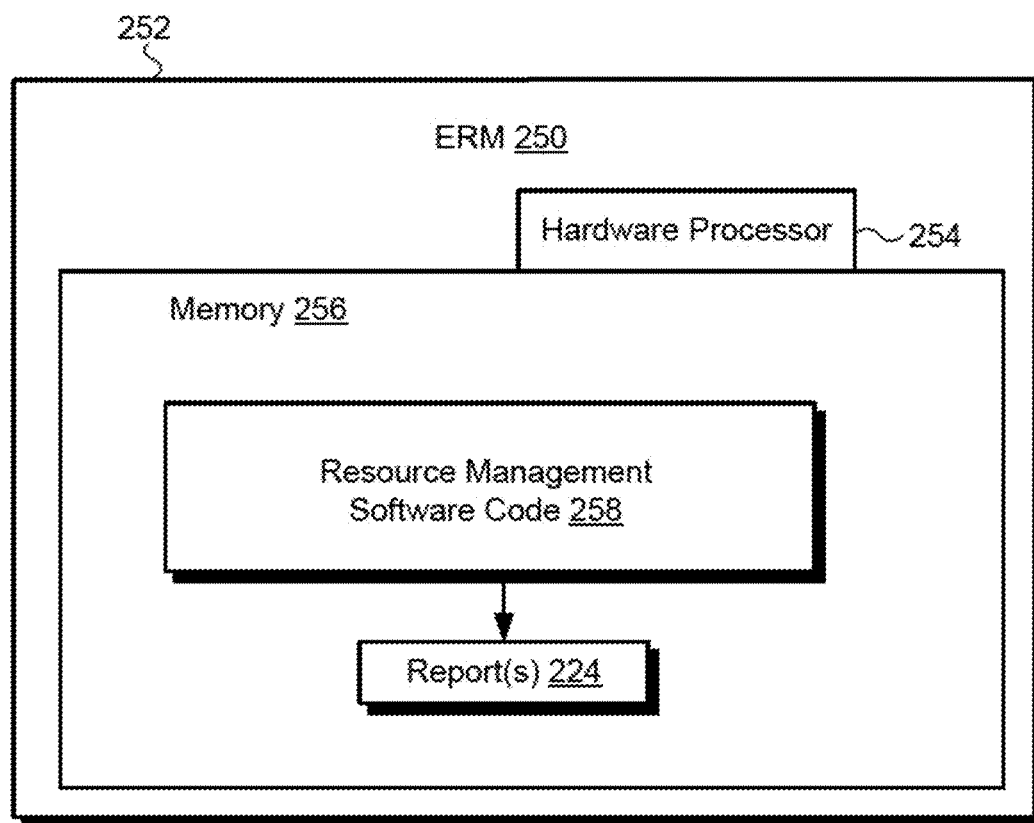 252
ERM 250
Hardware Processor
254
Memory 256
Resource Management
Software Code 258
Report(s) 224